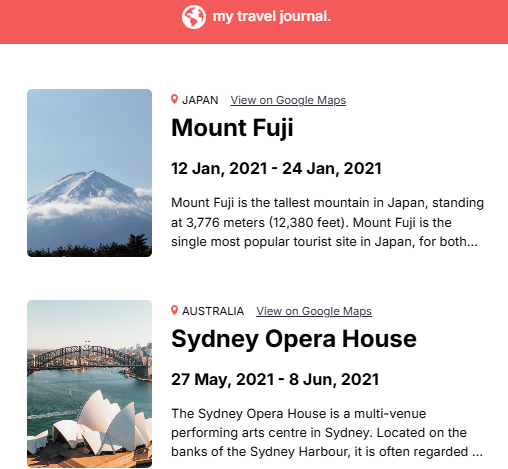 my travel journal.
JAPAN View on Google Maps
Mount Fuji
12 Jan, 2021 - 24 Jan, 2021
Mount Fuji is the tallest mountain in Japan, standing
at 3,776 meters (12,380 feet). Mount Fuji is the
single most popular tourist site in Japan, for both...
AUSTRALIA View on Google Maps
Sydney Opera House
27 May, 2021 - 8 Jun, 2021
The Sydney Opera House is a multi-venue
performing arts centre in Sydney. Located on the
banks of the Sydney Harbour, it is often regarded ...